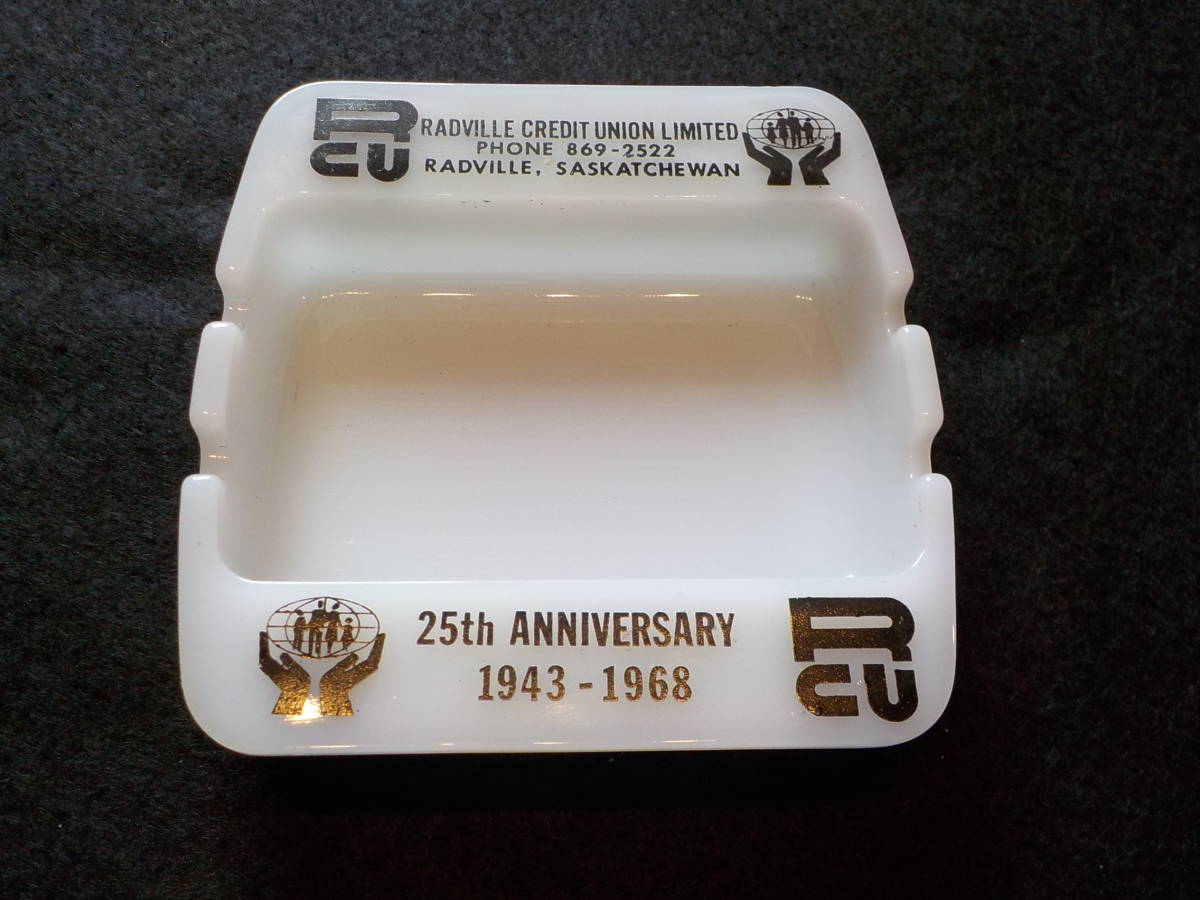 RCU
RADVILLE CREDIT UNION LIMITED
PHONE 869-2522
RADVILLE, SASKATCHEWAN
25th ANNIVERSARY
1943-1968
RCU